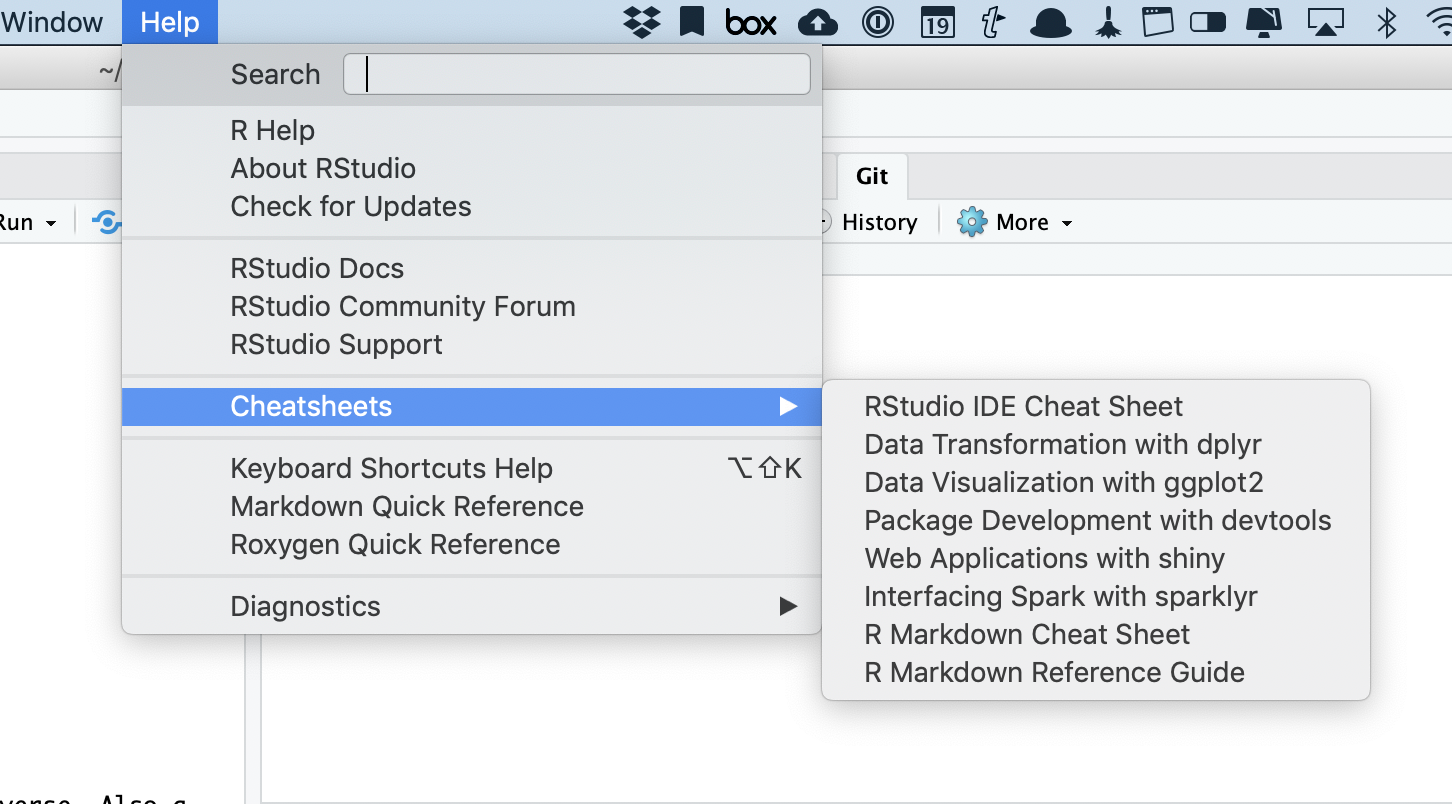 Window Help box 19
~/
Search
R Help
About RStudio
Check for Updates
Git
Run
History More
RStudio Docs
RStudio Community Forum
RStudio Support
Cheatsheets
RStudio IDE Cheat Sheet
Data Transformation with dplyr
Data Visualization with ggplot2
Package Development with devtools
Web Applications with shiny
Interfacing Spark with sparklyr
R Markdown Cheat Sheet
R Markdown Reference Guide
Keyboard Shortcuts Help ⌥⇧K
Markdown Quick Reference
Roxygen Quick Reference
Diagnostics
verse. Also